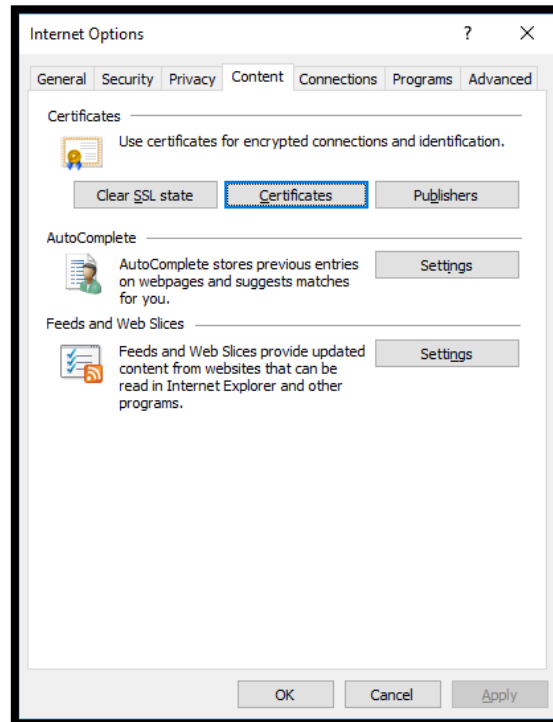 Internet Options
?
General Security Privacy Content Connections Programs Advanced
Certificates
Use certificates for encrypted connections and identification.
Clear SSL state Certificates Publishers
AutoComplete
AutoComplete stores previous entries
on webpages and suggests matches
for you.
Settings
Feeds and Web Slices
Feeds and Web Slices provide updated
content from websites that can be
read in Internet Explorer and other
programs.
Settings
OK Cancel Apply